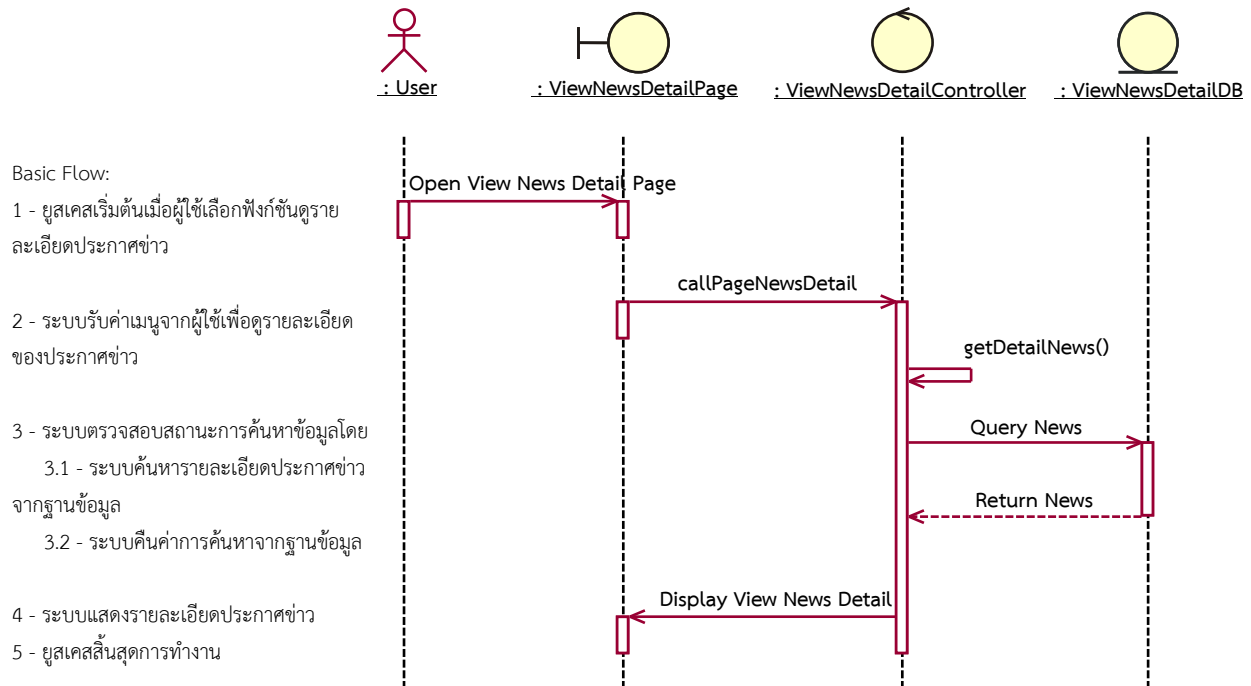 : User
: ViewNewsDetailPage
: ViewNewsDetailController
: ViewNewsDetailDB
Basic Flow:
1 - ยูสเคสเริ่มต้นเมื่อผู้ใช้เลือกฟังก์ชันดูราย
ละเอียดประกาศข่าว
2 - ระบบรับค่าเมนูจากผู้ใช้เพื่อดูรายละเอียด
ของประกาศข่าว
3 - ระบบตรวจสอบสถานะการค้นหาข้อมูลโดย
3.1 - ระบบค้นหารายละเอียดประกาศข่าว
จากฐานข้อมูล
3.2 - ระบบคืนค่าการค้นหาจากฐานข้อมูล
4 - ระบบแสดงรายละเอียดประกาศข่าว
5 - ยูสเคสสิ้นสุดการทำงาน
Open View News Detail Page
callPageNewsDetail
getDetailNews()
Query News
Return News
Display View News Detail